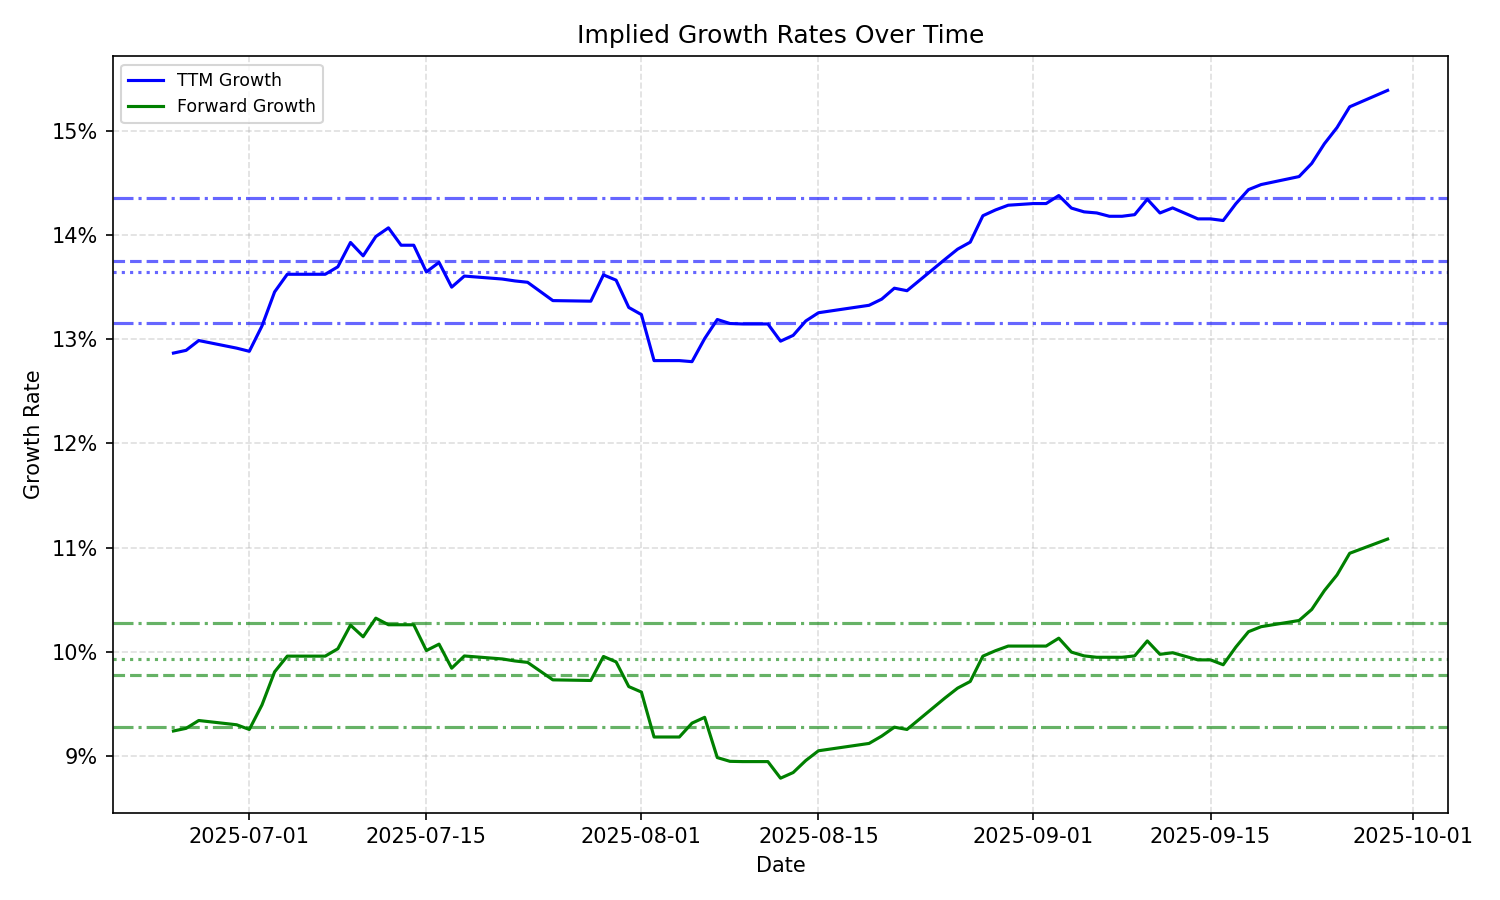 Implied Growth Rates Over Time
TTM Growth
Forward Growth
15%
14%
13%
12%
11%
10%
9%
Growth Rate
2025-07-01 2025-07-15 2025-08-01 2025-08-15 2025-09-01 2025-09-15 2025-10-01
Date